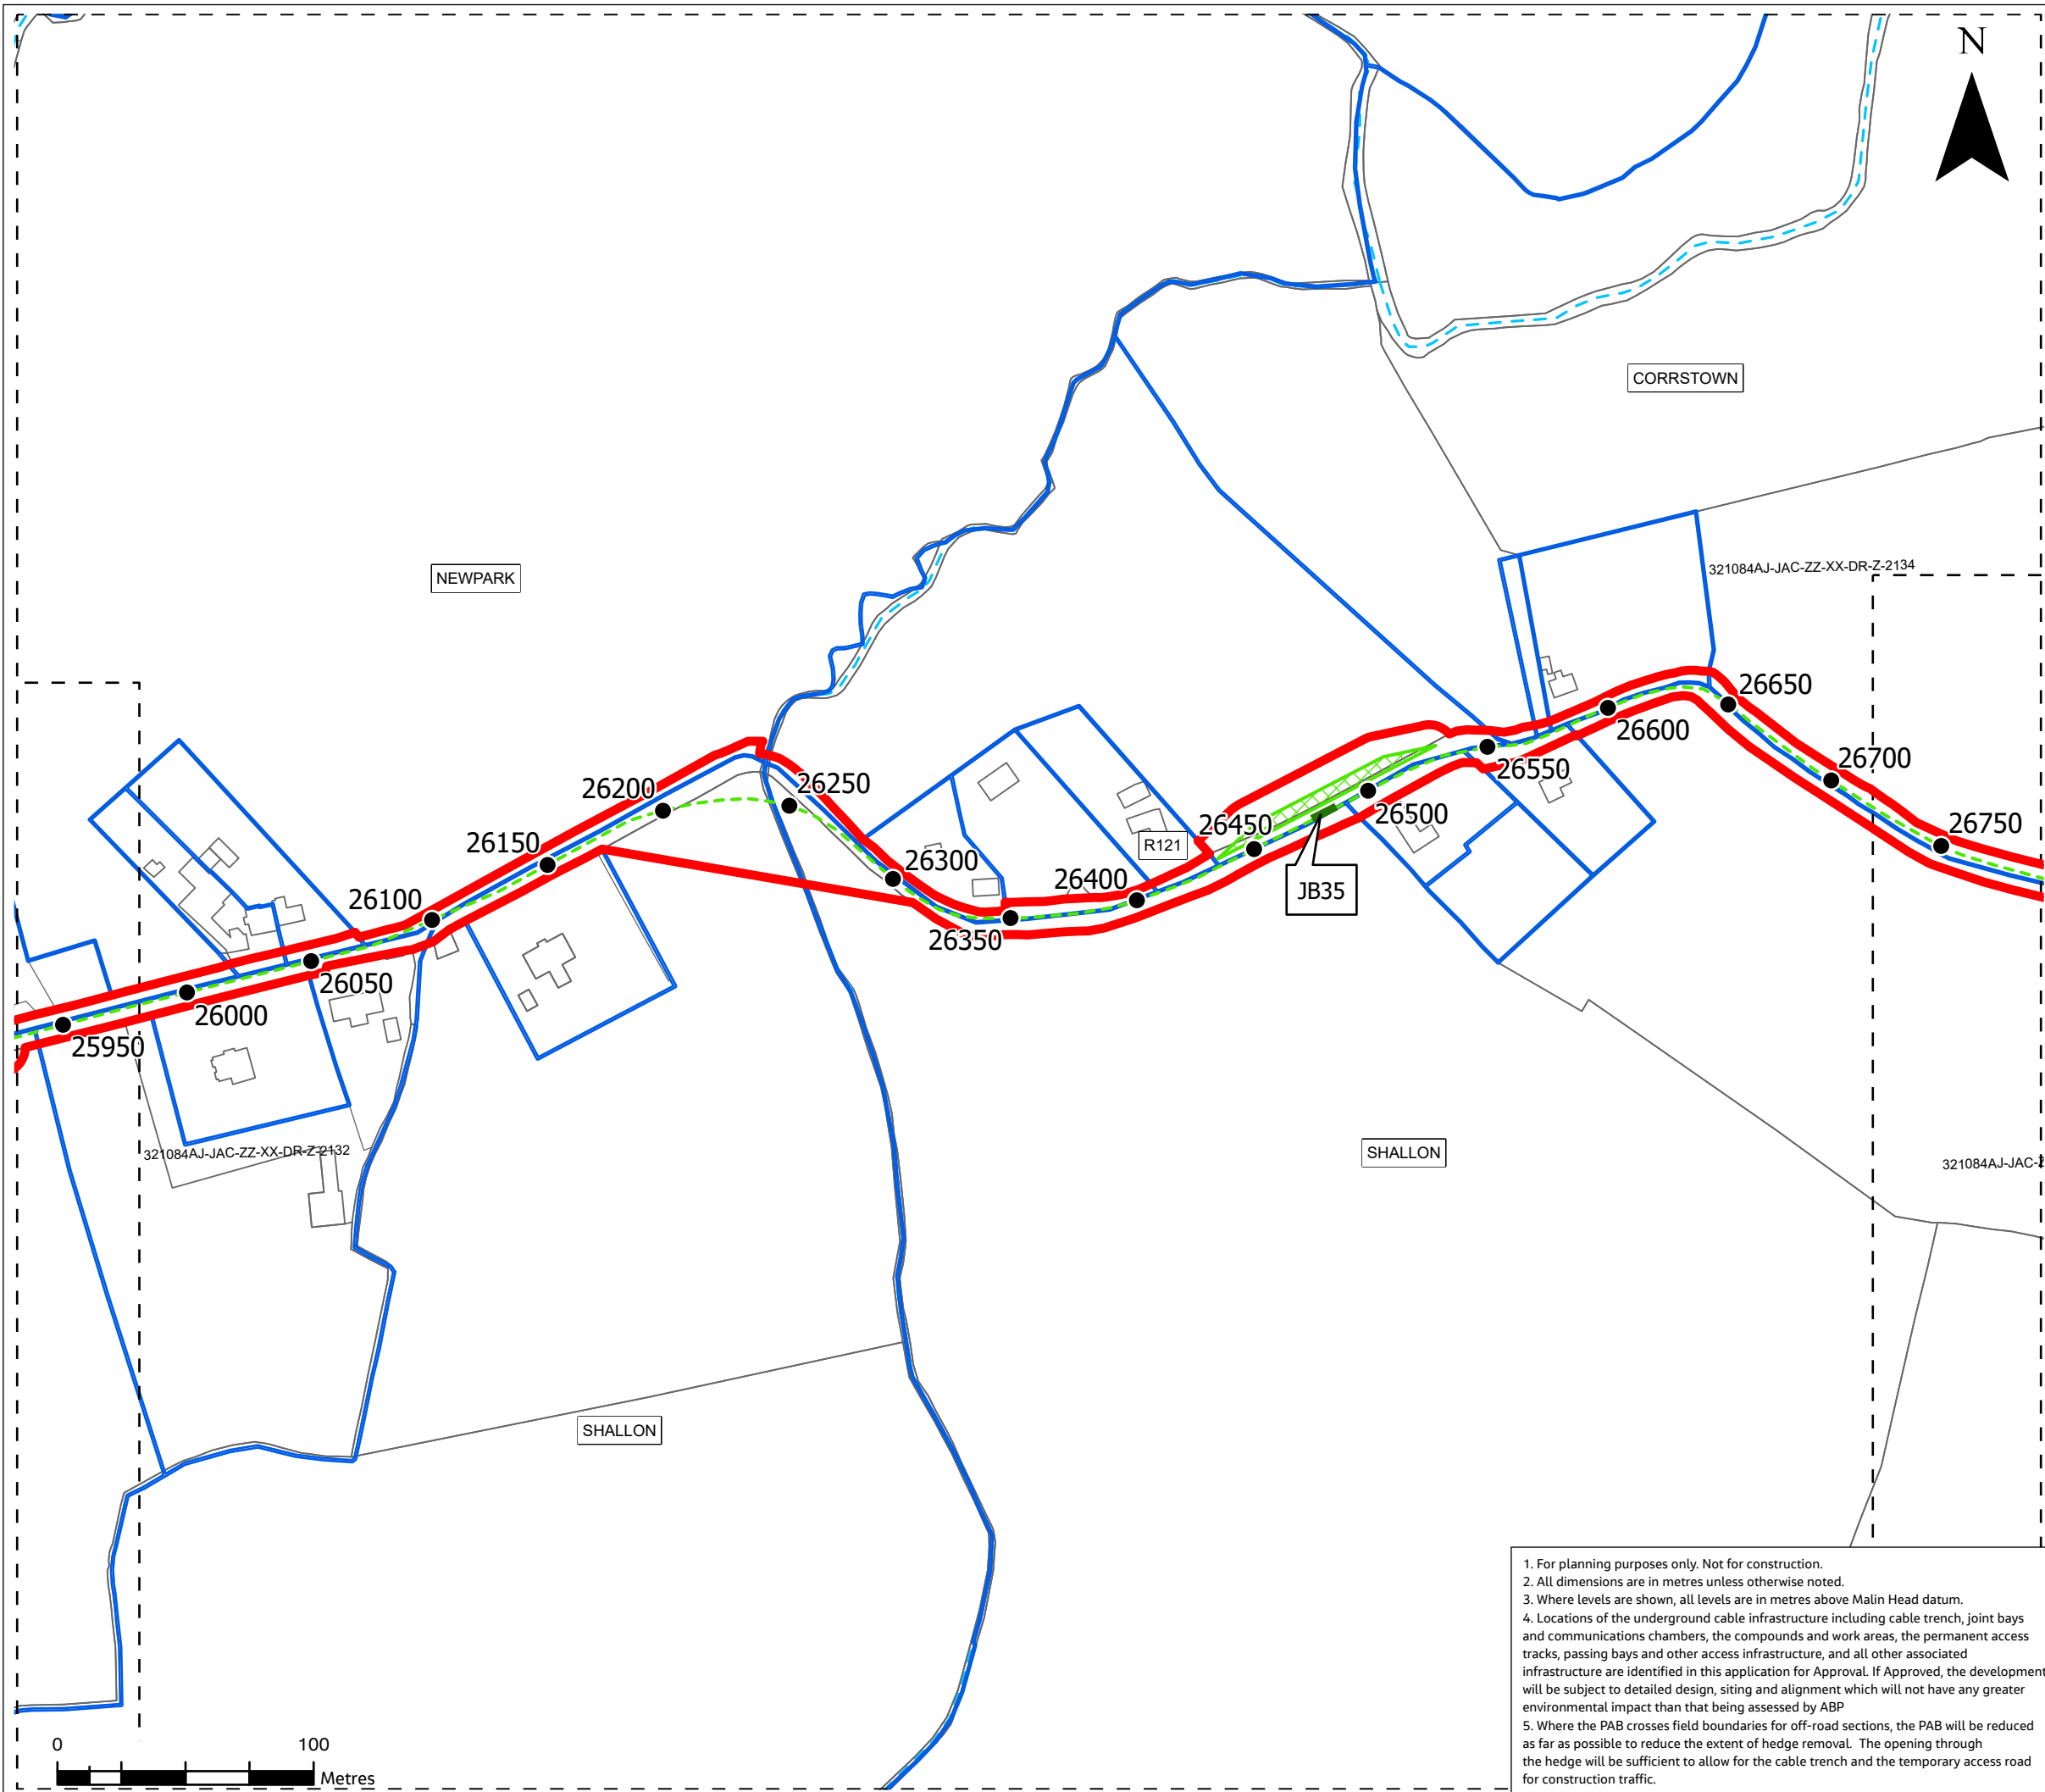 N
CORRSTOWN
NEWPARK
321084AJ-JAC-ZZ-XX-DR-Z-2134
26650
26600
26700
26550
26750
26200
26250
26500
26450
26150
R121
26300
26400
JB35
26100
26350
26050
26000
25950
321084AJ-JAC-ZZ-XX-DR-Z-2132
SHALLON
321084AJ-JAC-Z
SHALLON
1. For planning purposes only. Not for construction.
2. All dimensions are in metres unless otherwise noted.
3. Where levels are shown, all levels are in metres above Malin Head datum.
4. Locations of the underground cable infrastructure including cable trench, joint bays
and communications chambers, the compounds and work areas, the permanent access
tracks, passing bays and other access infrastructure, and all other associated
infrastructure are identified in this application for Approval. If Approved, the development
will be subject to detailed design, siting and alignment which will not have any greater
environmental impact than that being assessed by ABP
5. Where the PAB crosses field boundaries for off-road sections, the PAB will be reduced
as far as possible to reduce the extent of hedge removal. The opening through
the hedge will be sufficient to allow for the cable trench and the temporary access road
for construction traffic.
0 100
Metres